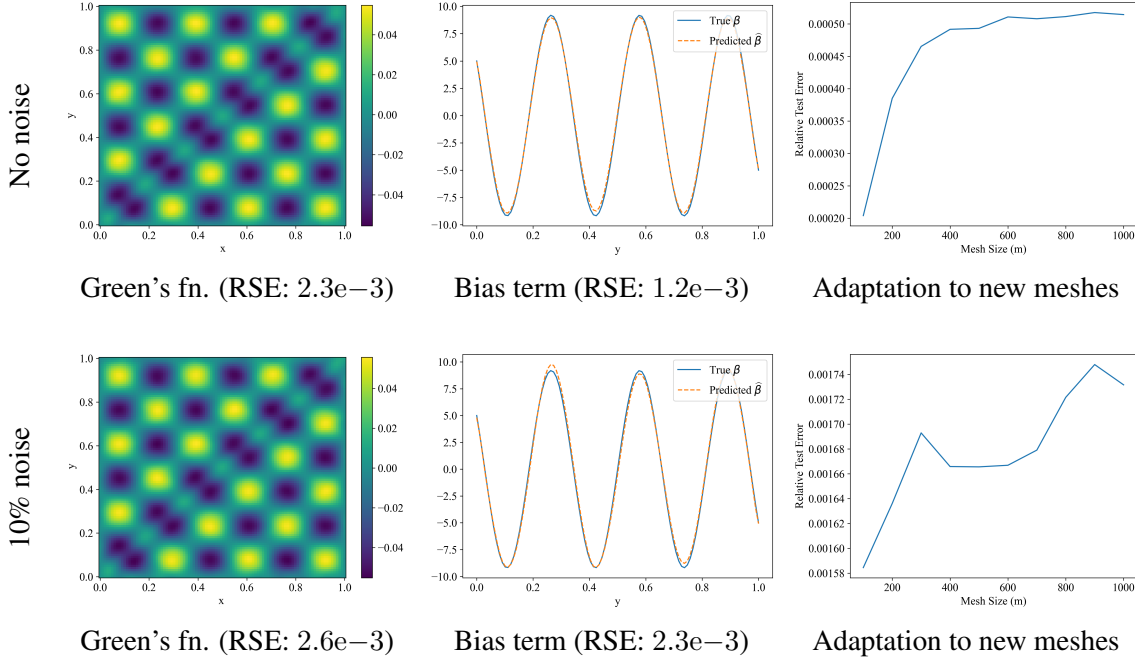 No noise
1.0
0.8
0.6
0.4
0.2
0.0
y
0.0 0.2 0.4 0.6 0.8 1.0
x
0.04
0.02
0.00
−0.02
−0.04
Green's fn. (RSE: 2.3e−3)
10.0
7.5
5.0
2.5
0.0
−2.5
−5.0
−7.5
−10.0
True β
Predicted β̂
0.0 0.2 0.4 0.6 0.8 1.0
y
Bias term (RSE: 1.2e−3)
Relative Test Error
0.00050
0.00045
0.00040
0.00035
0.00030
0.00025
0.00020
200 400 600 800 1000
Mesh Size (m)
Adaptation to new meshes
10% noise
1.0
0.8
0.6
0.4
0.2
0.0
y
0.0 0.2 0.4 0.6 0.8 1.0
x
0.04
0.02
0.00
−0.02
−0.04
Green's fn. (RSE: 2.6e−3)
10.0
7.5
5.0
2.5
0.0
−2.5
−5.0
−7.5
−10.0
True β
Predicted β̂
0.0 0.2 0.4 0.6 0.8 1.0
y
Bias term (RSE: 2.3e−3)
Relative Test Error
0.00174
0.00172
0.00170
0.00168
0.00166
0.00164
0.00162
0.00160
0.00158
200 400 600 800 1000
Mesh Size (m)
Adaptation to new meshes